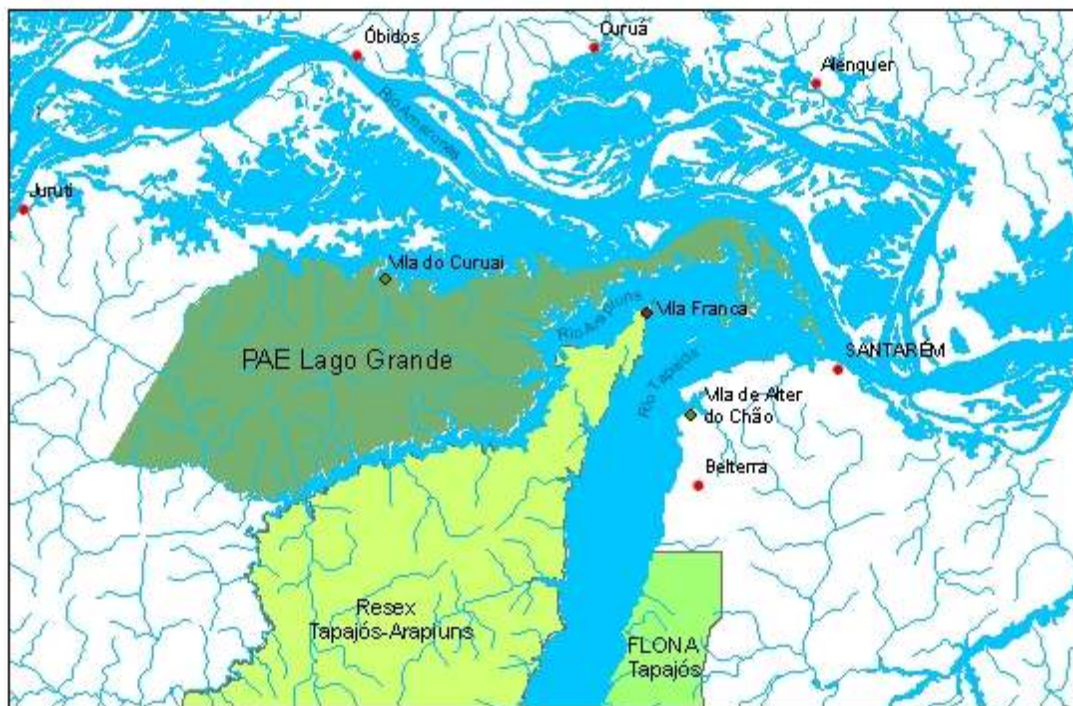 Óbidos
Curuá
Alenquer
Rio Amazonas
Juruti
Vila do Curuai
Rio Arapiuns
Vila Franca
PAE Lago Grande
SANTARÉM
Rio Tapajós
Vila de Alter
do Chão
Belterra
Resex
Tapajós-Arapiuns
FLONA
Tapajós